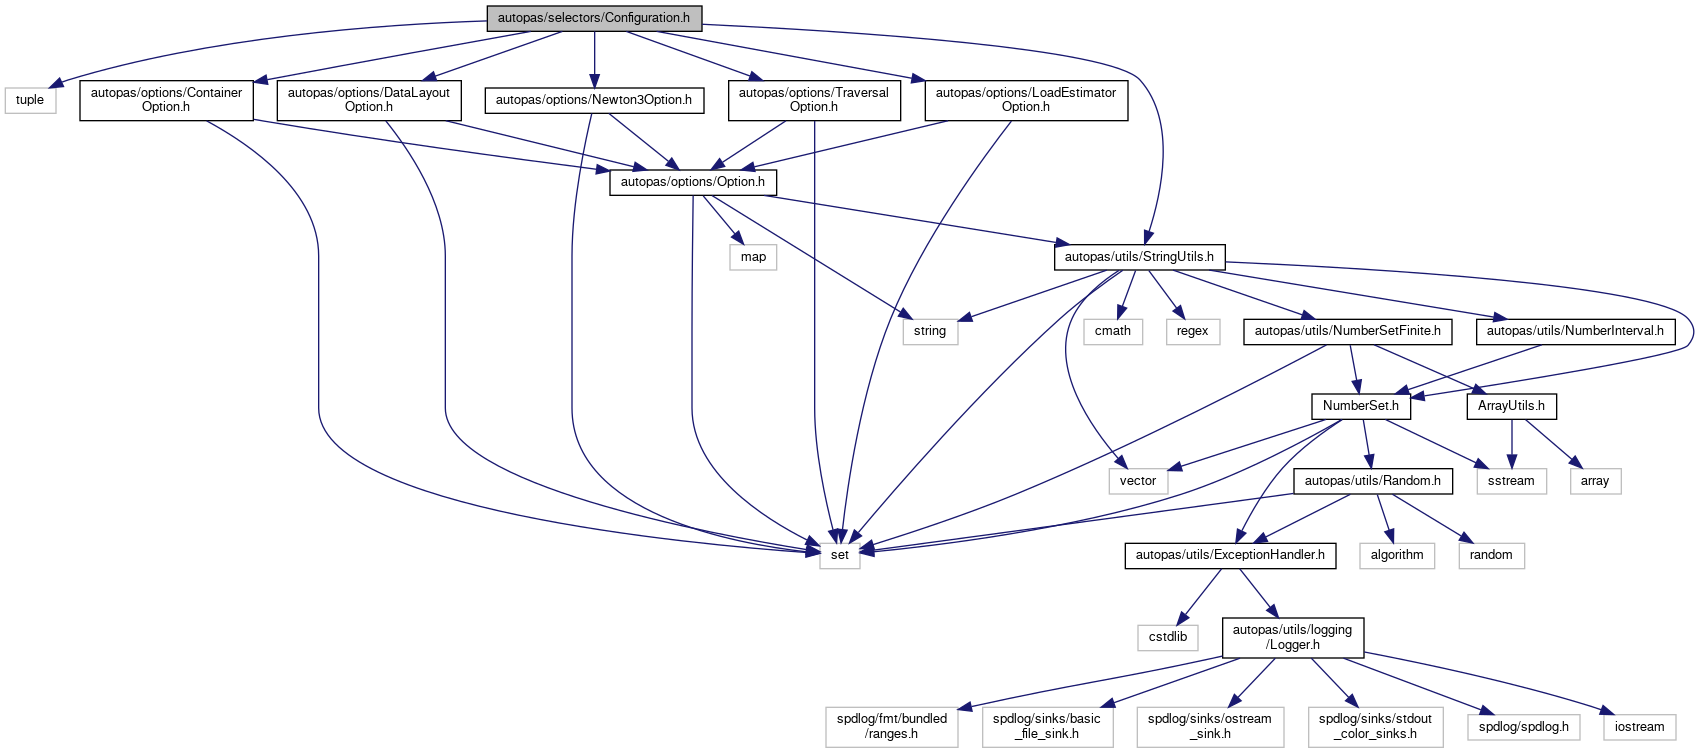 autopas/selectors/Configuration.h
tuple
autopas/options/Container
Option.h
autopas/options/DataLayout
Option.h
autopas/options/Newton3Option.h
autopas/options/Traversal
Option.h
autopas/options/LoadEstimator
Option.h
autopas/options/Option.h
map
autopas/utils/StringUtils.h
string
cmath
regex
autopas/utils/NumberSetFinite.h
autopas/utils/NumberInterval.h
NumberSet.h
ArrayUtils.h
vector
autopas/utils/Random.h
sstream
array
set
autopas/utils/ExceptionHandler.h
algorithm
random
cstdlib
autopas/utils/logging
/Logger.h
spdlog/fmt/bundled
/ranges.h
spdlog/sinks/basic
_file_sink.h
spdlog/sinks/ostream
_sink.h
spdlog/sinks/stdout
_color_sinks.h
spdlog/spdlog.h
iostream